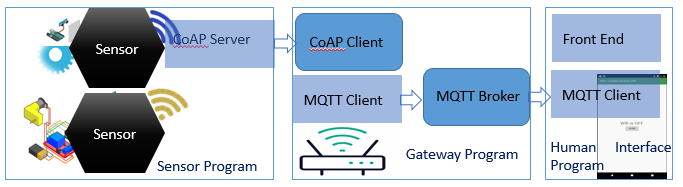 Sensor
CoAP Server
Sensor
Sensor Program
CoAP Client
MQTT Client
MQTT Broker
Gateway Program
Front End
MQTT Client
Human Interface
Program